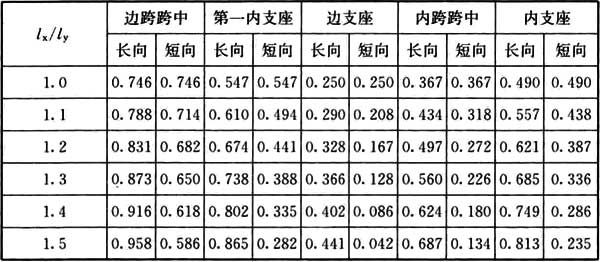 lx/ly 边跨跨中 第一内支座 边支座 内跨跨中 内支座
长向 短向 长向 短向 长向 短向 长向 短向 长向 短向
1.0 0.746 0.746 0.547 0.547 0.250 0.250 0.367 0.367 0.490 0.490
1.1 0.788 0.714 0.610 0.494 0.290 0.208 0.434 0.318 0.557 0.438
1.2 0.831 0.682 0.674 0.441 0.328 0.167 0.497 0.272 0.621 0.387
1.3 0.873 0.650 0.738 0.388 0.366 0.128 0.560 0.226 0.685 0.336
1.4 0.916 0.618 0.802 0.335 0.402 0.086 0.624 0.180 0.749 0.286
1.5 0.958 0.586 0.865 0.282 0.441 0.042 0.687 0.134 0.813 0.235